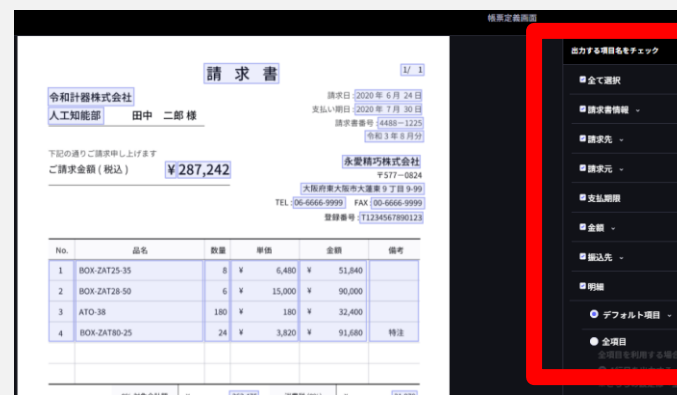 帳票定義画面
請 求 書
1/ 1
令和計器株式会社
人工知能部 田中 二郎 様
請求日 :2020 年 6 月 24 日
支払い期日 :2020 年 7 月 30 日
請求書番号 :4488－1225
令和 3 年 8 月分
下記の通りご請求申し上げます
ご請求金額 ( 税込 ) ¥ 287,242
永愛精巧株式会社
〒577－0824
大阪府東大阪市大蓮東 9 丁目 9-99
TEL : 06-6666-9999 FAX : 00-6666-9999
登録番号 : T1234567890123
No. 品名 数量 単価 金額 備考
1 BOX-ZAT25-35 8 ¥ 6,480 ¥ 51,840
2 BOX-ZAT28-50 6 ¥ 15,000 ¥ 90,000
3 ATO-38 180 ¥ 180 ¥ 32,400
4 BOX-ZAT80-25 24 ¥ 3,820 ¥ 91,680 特注
出力する項目名をチェック
全て選択
請求書情報
請求先
請求元
支払期限
金額
振込先
明細
デフォルト項目
全項目
全項目を利用する場合